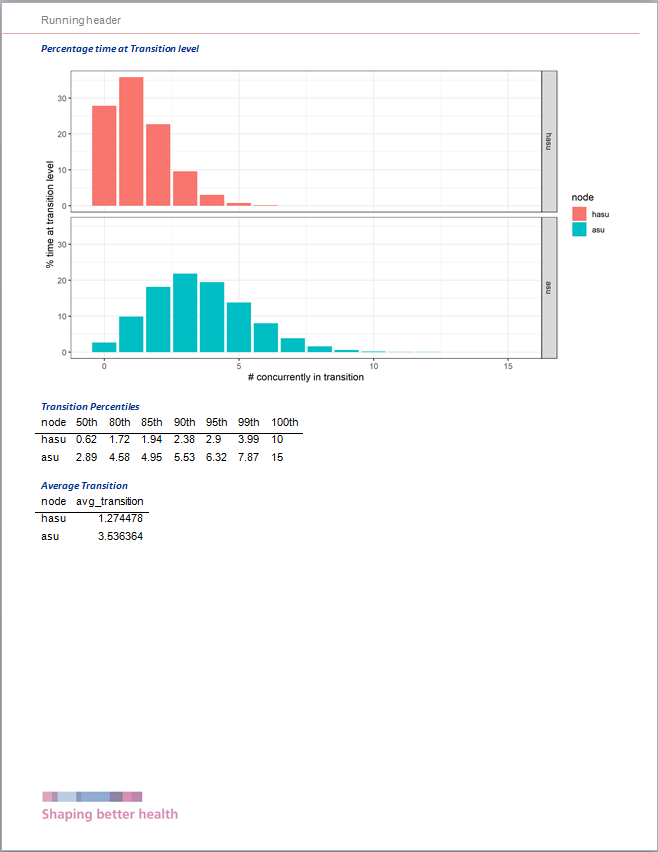 Running header
Percentage time at Transition level
% time at transition level
30
20
10
0
hasu
30
20
10
0
asu
0 5 10 15
# concurrently in transition
node
hasu
asu
Transition Percentiles
node 50th 80th 85th 90th 95th 99th 100th
hasu 0.62 1.72 1.94 2.38 2.9 3.99 10
asu 2.89 4.58 4.95 5.53 6.32 7.87 15
Average Transition
node avg_transition
hasu 1.274478
asu 3.536364
Shaping better health